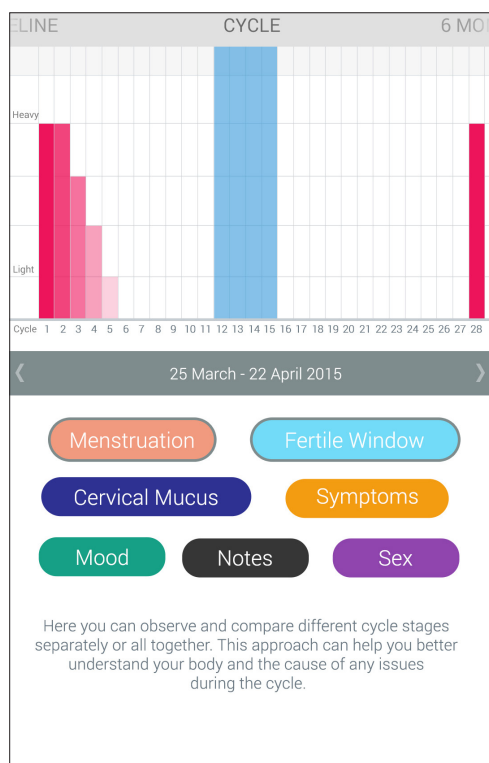 ELINE CYCLE 6 MO
Heavy
Light
Cycle 1 2 3 4 5 6 7 8 9 10 11 12 13 14 15 16 17 18 19 20 21 22 23 24 25 26 27 28
25 March - 22 April 2015
Menstruation Fertile Window
Cervical Mucus Symptoms
Mood Notes Sex
Here you can observe and compare different cycle stages
separately or all together. This approach can help you better
understand your body and the cause of any issues
during the cycle.